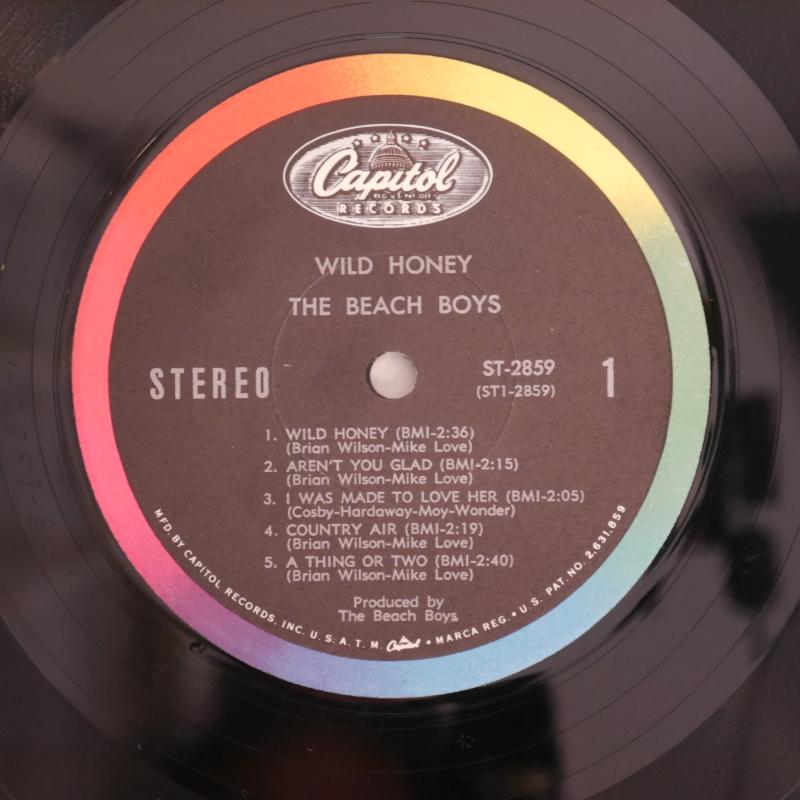 Capitol
REG. U.S. PAT. OFF.
RECORDS
WILD HONEY
THE BEACH BOYS
STEREO
ST-2859
(ST1-2859)
1
1. WILD HONEY (BMI-2:36)
(Brian Wilson-Mike Love)
2. AREN'T YOU GLAD (BMI-2:15)
(Brian Wilson-Mike Love)
3. I WAS MADE TO LOVE HER (BMI-2:05)
(Cosby-Hardaway-Moy-Wonder)
4. COUNTRY AIR (BMI-2:19)
(Brian Wilson-Mike Love)
5. A THING OR TWO (BMI-2:40)
(Brian Wilson-Mike Love)
Produced by
The Beach Boys
MFD. BY CAPITOL RECORDS, INC. U. S. A. T. M. Capitol • MARCA REG. • U. S. PAT. NO. 2,631,859